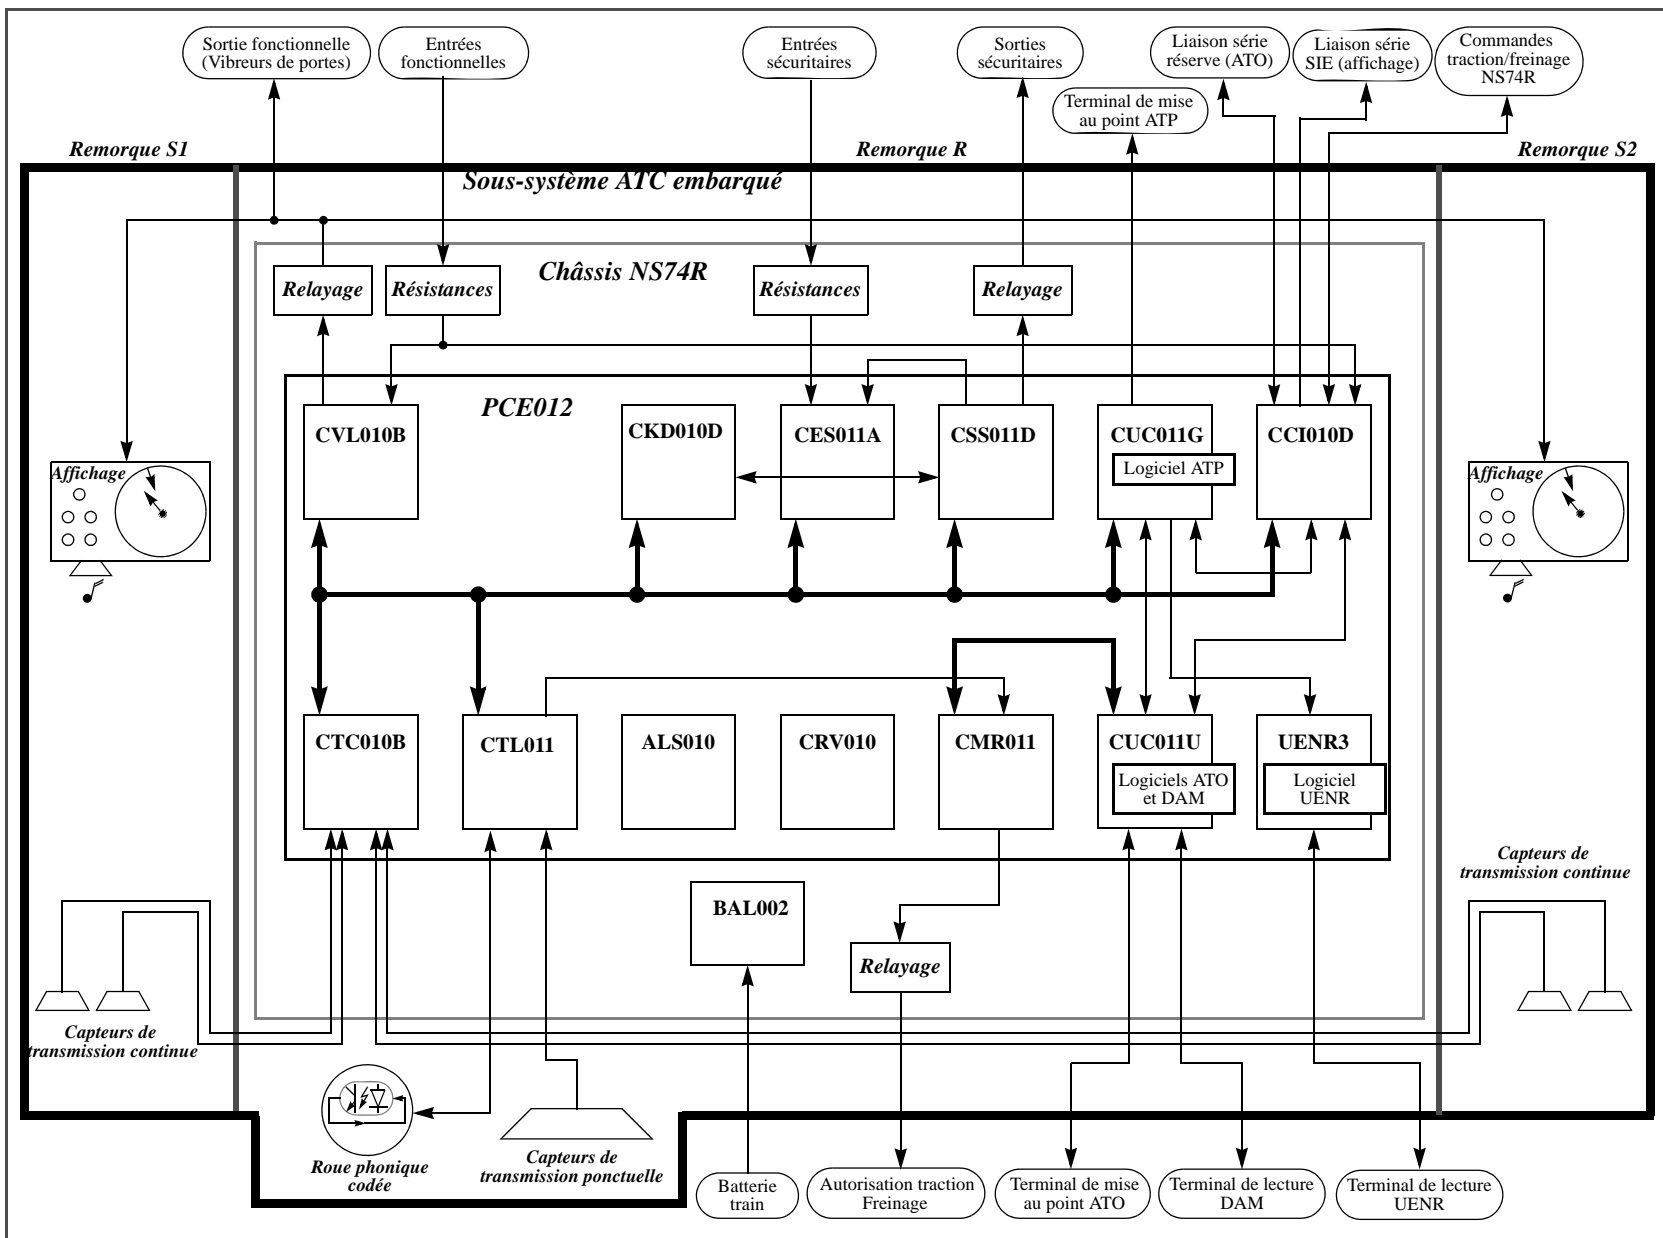 Sortie fonctionnelle
(Vibreurs de portes)
Entrées
fonctionnelles
Entrées
sécuritaires
Sorties
sécuritaires
Liaison série
réserve (ATO)
Liaison série
SIE (affichage)
Commandes
traction/freinage
NS74R
Terminal de mise
au point ATP
Remorque S1
Remorque R
Remorque S2
Sous-système ATC embarqué
Châssis NS74R
Relayage
Résistances
Résistances
Relayage
PCE012
CVL010B
CKD010D
CES011A
CSS011D
CUC011G
Logiciel ATP
CCI010D
Affichage
Affichage
CTC010B
CTL011
ALS010
CRV010
CMR011
CUC011U
Logiciels ATO
et DAM
UENR3
Logiciel
UENR
BAL002
Relayage
Capteurs de
transmission continue
Capteurs de
transmission continue
Roue phonique
codée
Capteurs de
transmission ponctuelle
Batterie
train
Autorisation traction
Freinage
Terminal de mise
au point ATO
Terminal de lecture
DAM
Terminal de lecture
UENR